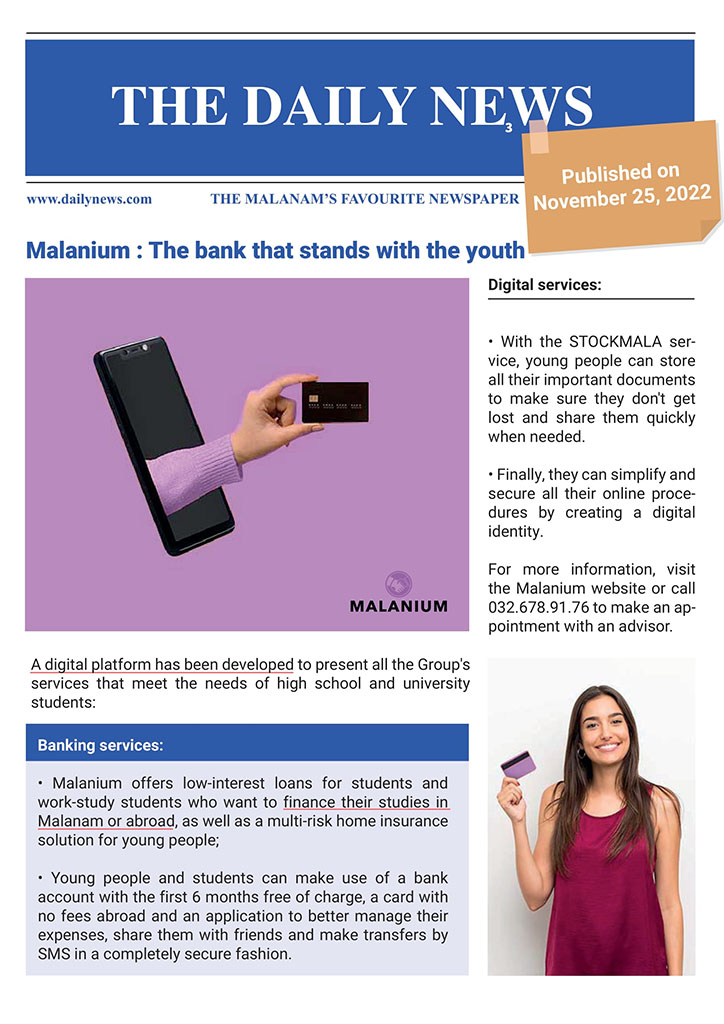 THE DAILY NEWS
3
Published on
November 25, 2022
www.dailynews.com
THE MALANAM'S FAVOURITE NEWSPAPER
Malanium : The bank that stands with the youth
MALANIUM
A digital platform has been developed to present all the Group's
services that meet the needs of high school and university
students:
Banking services:
• Malanium offers low-interest loans for students and
work-study students who want to finance their studies in
Malanam or abroad, as well as a multi-risk home insurance
solution for young people;
• Young people and students can make use of a bank
account with the first 6 months free of charge, a card with
no fees abroad and an application to better manage their
expenses, share them with friends and make transfers by
SMS in a completely secure fashion.
Digital services:
• With the STOCKMALA ser-
vice, young people can store
all their important documents
to make sure they don't get
lost and share them quickly
when needed.
• Finally, they can simplify and
secure all their online proce-
dures by creating a digital
identity.
For more information, visit
the Malanium website or call
032.678.91.76 to make an ap-
pointment with an advisor.